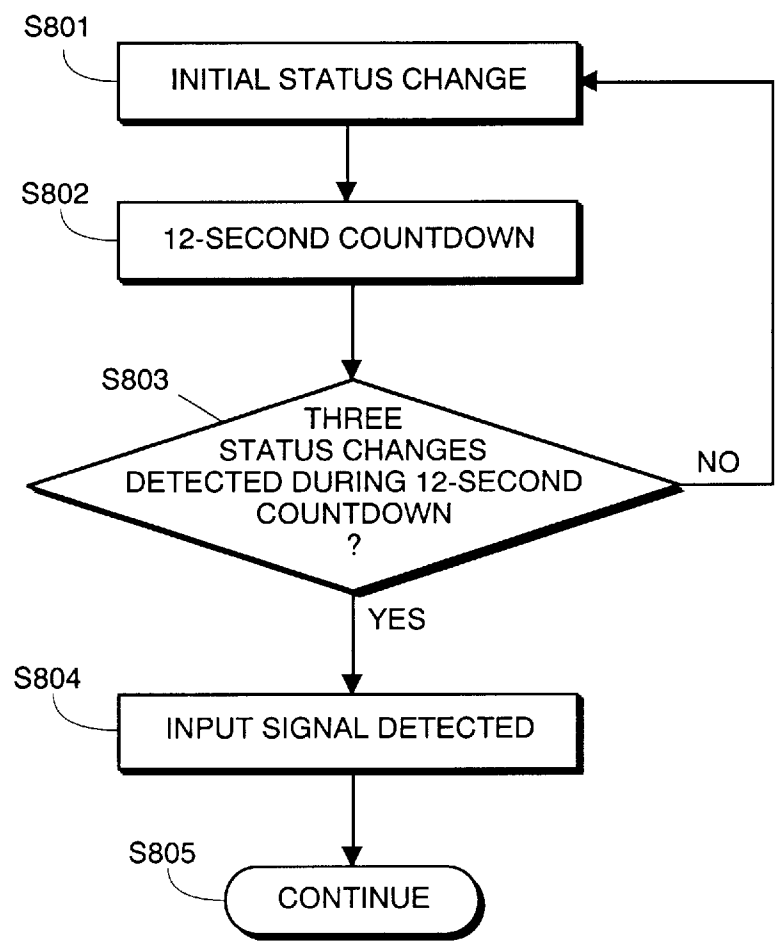 S801
INITIAL STATUS CHANGE
S802
12-SECOND COUNTDOWN
S803
THREE
STATUS CHANGES
DETECTED DURING 12-SECOND
COUNTDOWN
?
NO
YES
S804
INPUT SIGNAL DETECTED
S805
CONTINUE